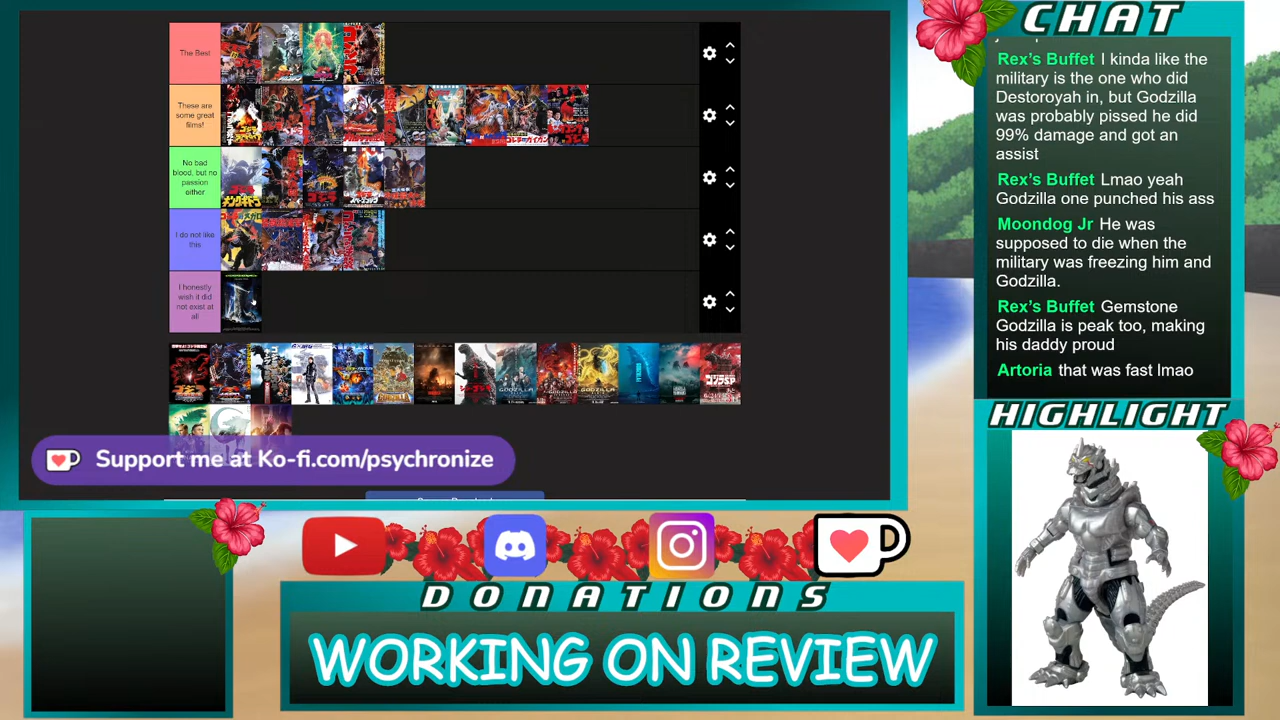 The Best
These are
some great
films!
No bad
blood, but no
passion
either
I do not like
this
I honestly
wish it did
not exist at
all
GODZILLA
GODZILLA
Support me at Ko-fi.com/psychronize
CHAT
Rex's Buffet I kinda like the
military is the one who did
Destoroyah in, but Godzilla
was probably pissed he did
99% damage and got an
assist
Rex's Buffet Lmao yeah
Godzilla one punched his ass
Moondog Jr He was
supposed to die when the
military was freezing him and
Godzilla.
Rex's Buffet Gemstone
Godzilla is peak too, making
his daddy proud
Artoria that was fast lmao
HIGHLIGHT
DONATIONS
WORKING ON REVIEW